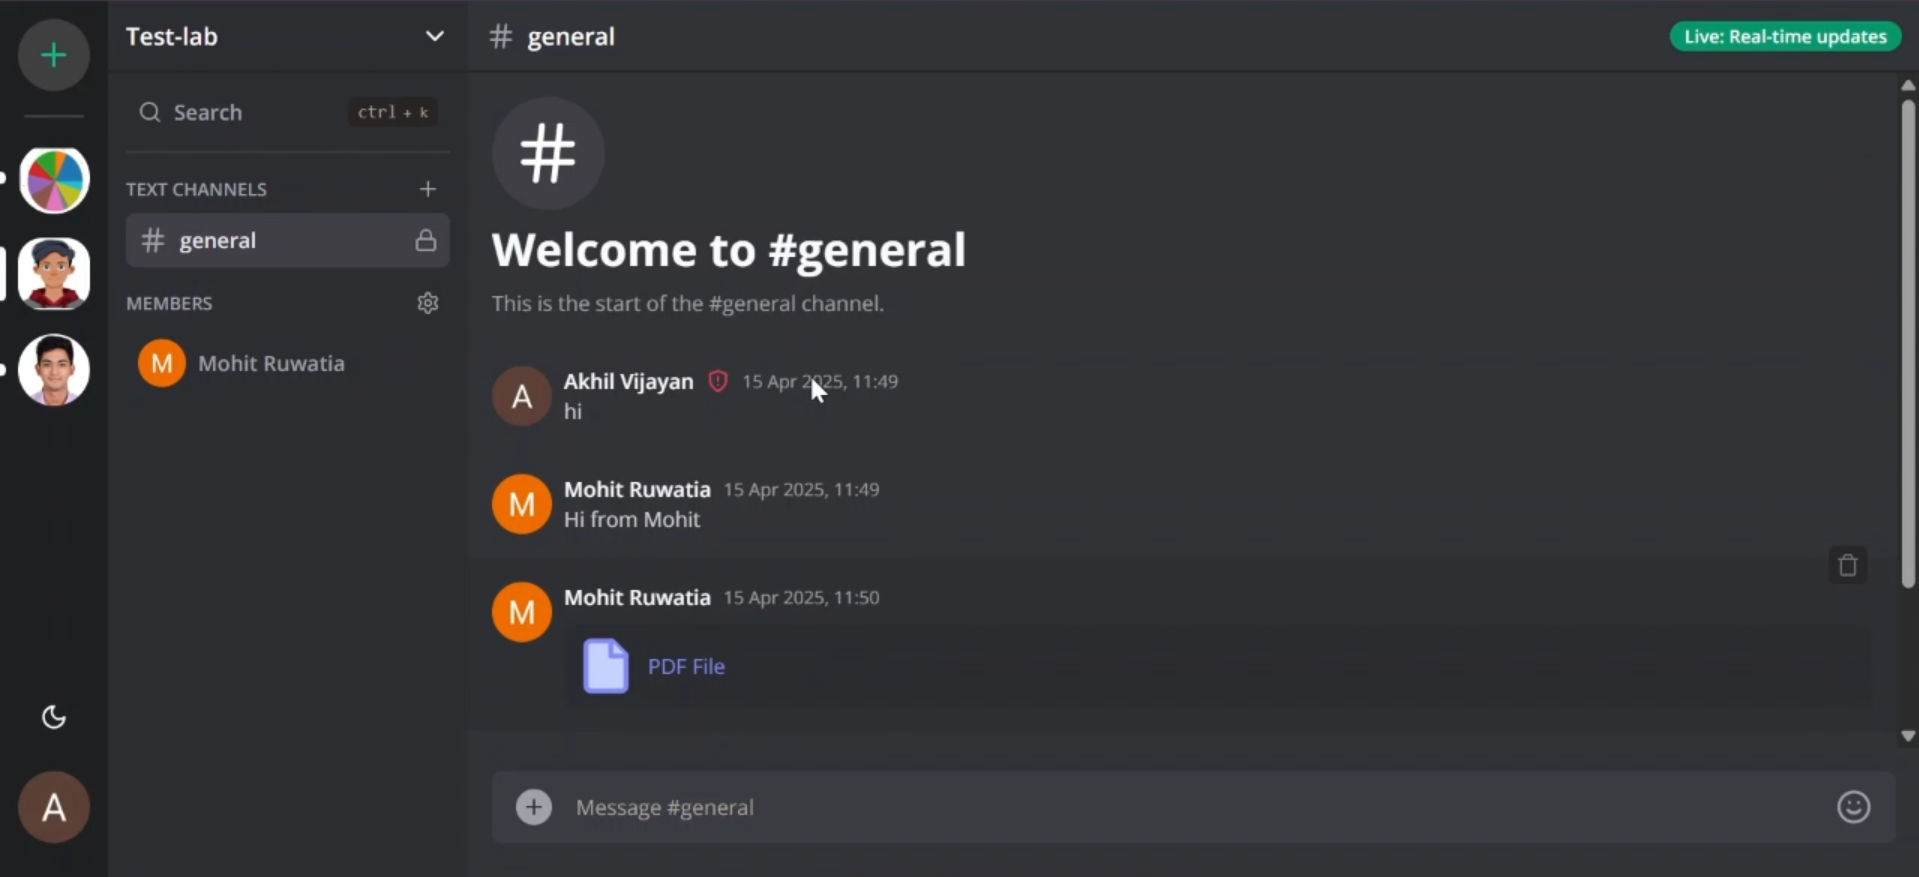 Test-lab
Search
ctrl + k
TEXT CHANNELS
# general
MEMBERS
M
Mohit Ruwatia
A
# general
Live: Real-time updates
#
Welcome to #general
This is the start of the #general channel.
A
Akhil Vijayan 15 Apr 2025, 11:49
hi
M
Mohit Ruwatia 15 Apr 2025, 11:49
Hi from Mohit
M
Mohit Ruwatia 15 Apr 2025, 11:50
PDF File
Message #general